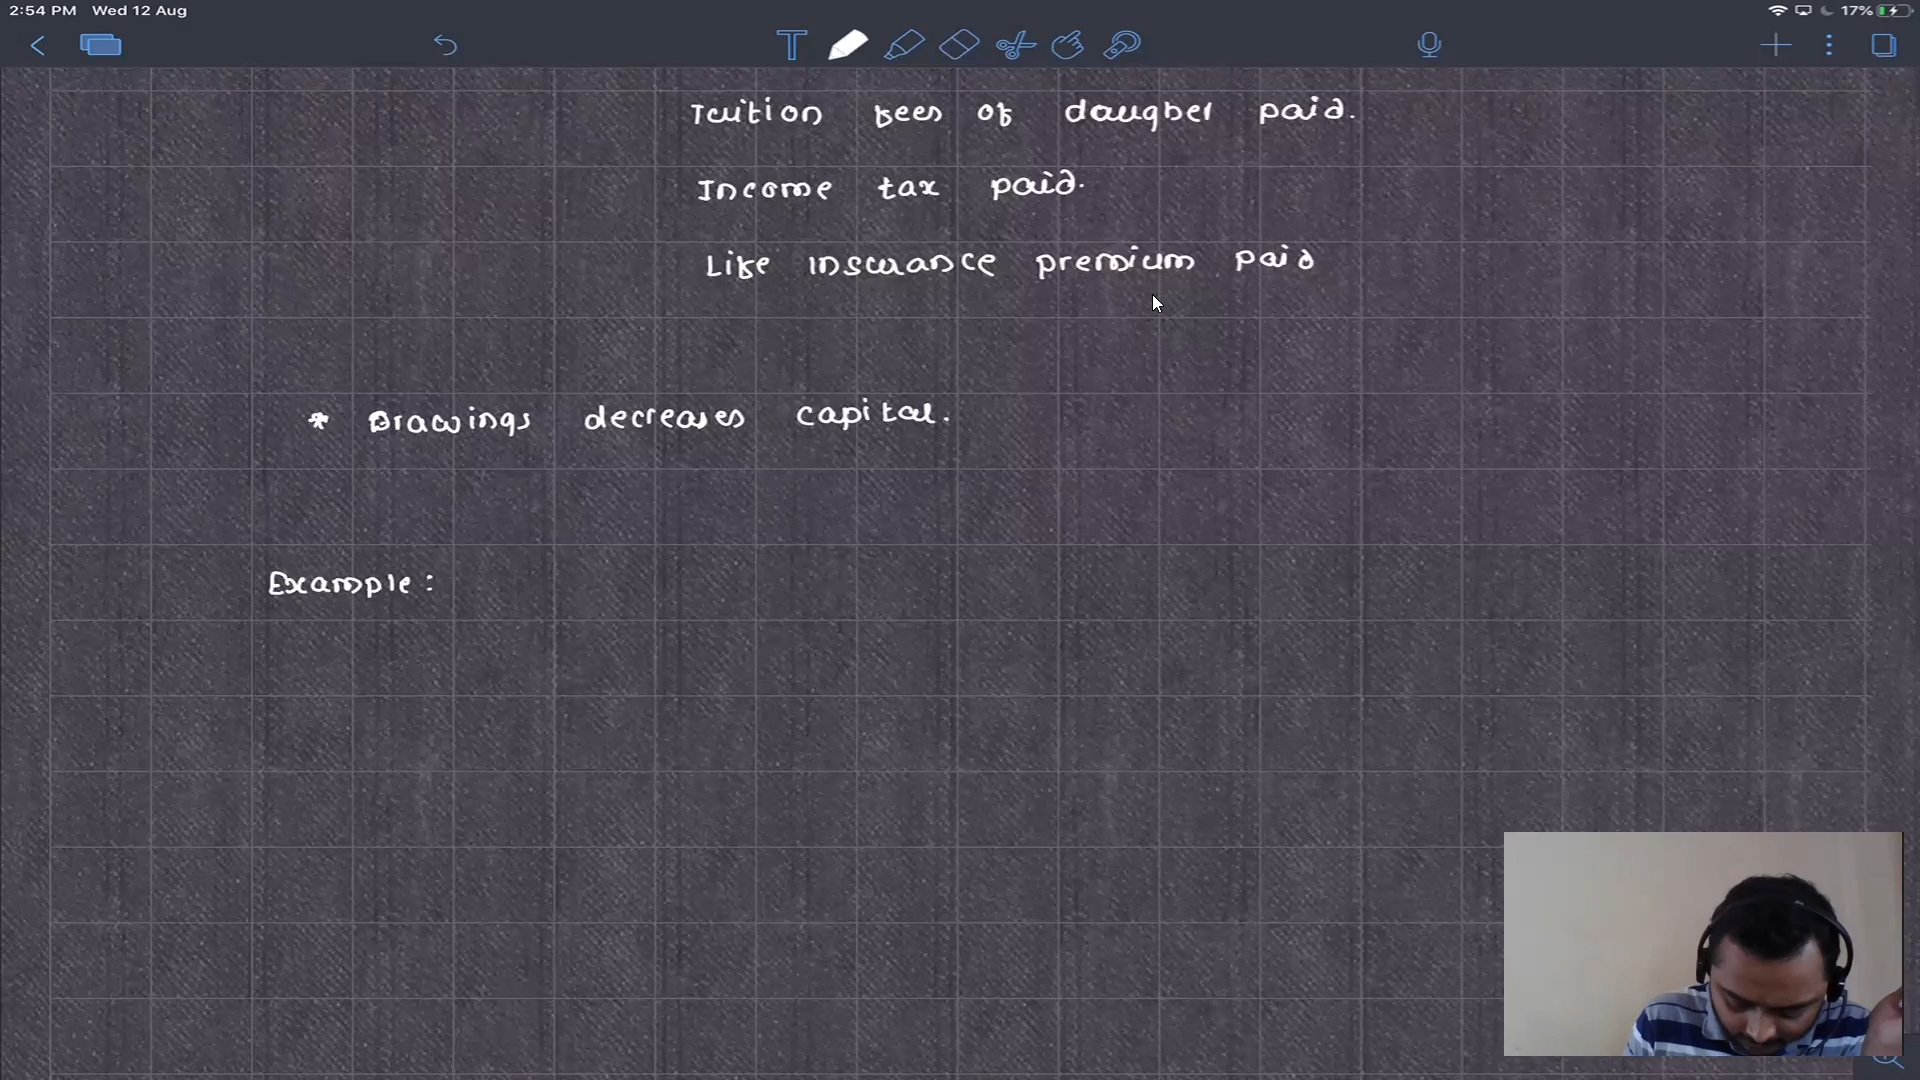 2:54 PM Wed 12 Aug 17%
T
Tuition fees of daugher paid.
Income tax paid.
Life insurance premium paid
* Drawings decreases capital.
Example: